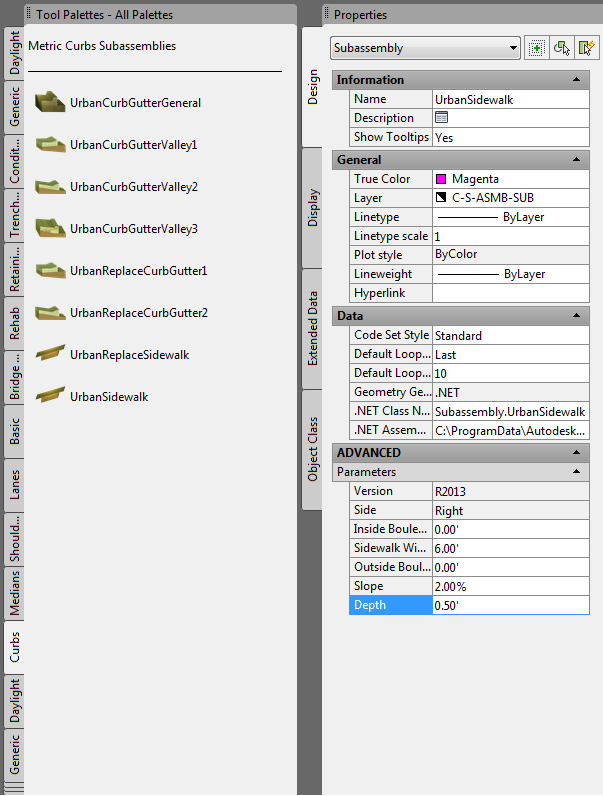 Tool Palettes - All Palettes
Metric Curbs Subassemblies
UrbanCurbGutterGeneral
UrbanCurbGutterValley1
UrbanCurbGutterValley2
UrbanCurbGutterValley3
UrbanReplaceCurbGutter1
UrbanReplaceCurbGutter2
UrbanReplaceSidewalk
UrbanSidewalk
Daylight
Generic
Condit...
Trench...
Retaini...
Rehab
Bridge ...
Basic
Lanes
Should...
Medians
Curbs
Daylight
Generic
Properties
Design
Display
Extended Data
Object Class
Subassembly
Information
Name UrbanSidewalk
Description
Show Tooltips Yes
General
True Color Magenta
Layer C-S-ASMB-SUB
Linetype ByLayer
Linetype scale 1
Plot style ByColor
Lineweight ByLayer
Hyperlink
Data
Code Set Style Standard
Default Loop... Last
Default Loop... 10
Geometry Ge... .NET
.NET Class N... Subassembly.UrbanSidewalk
.NET Assem... C:\ProgramData\Autodesk...
ADVANCED
Parameters
Version R2013
Side Right
Inside Boule... 0.00'
Sidewalk Wi... 6.00'
Outside Boul... 0.00'
Slope 2.00%
Depth 0.50'